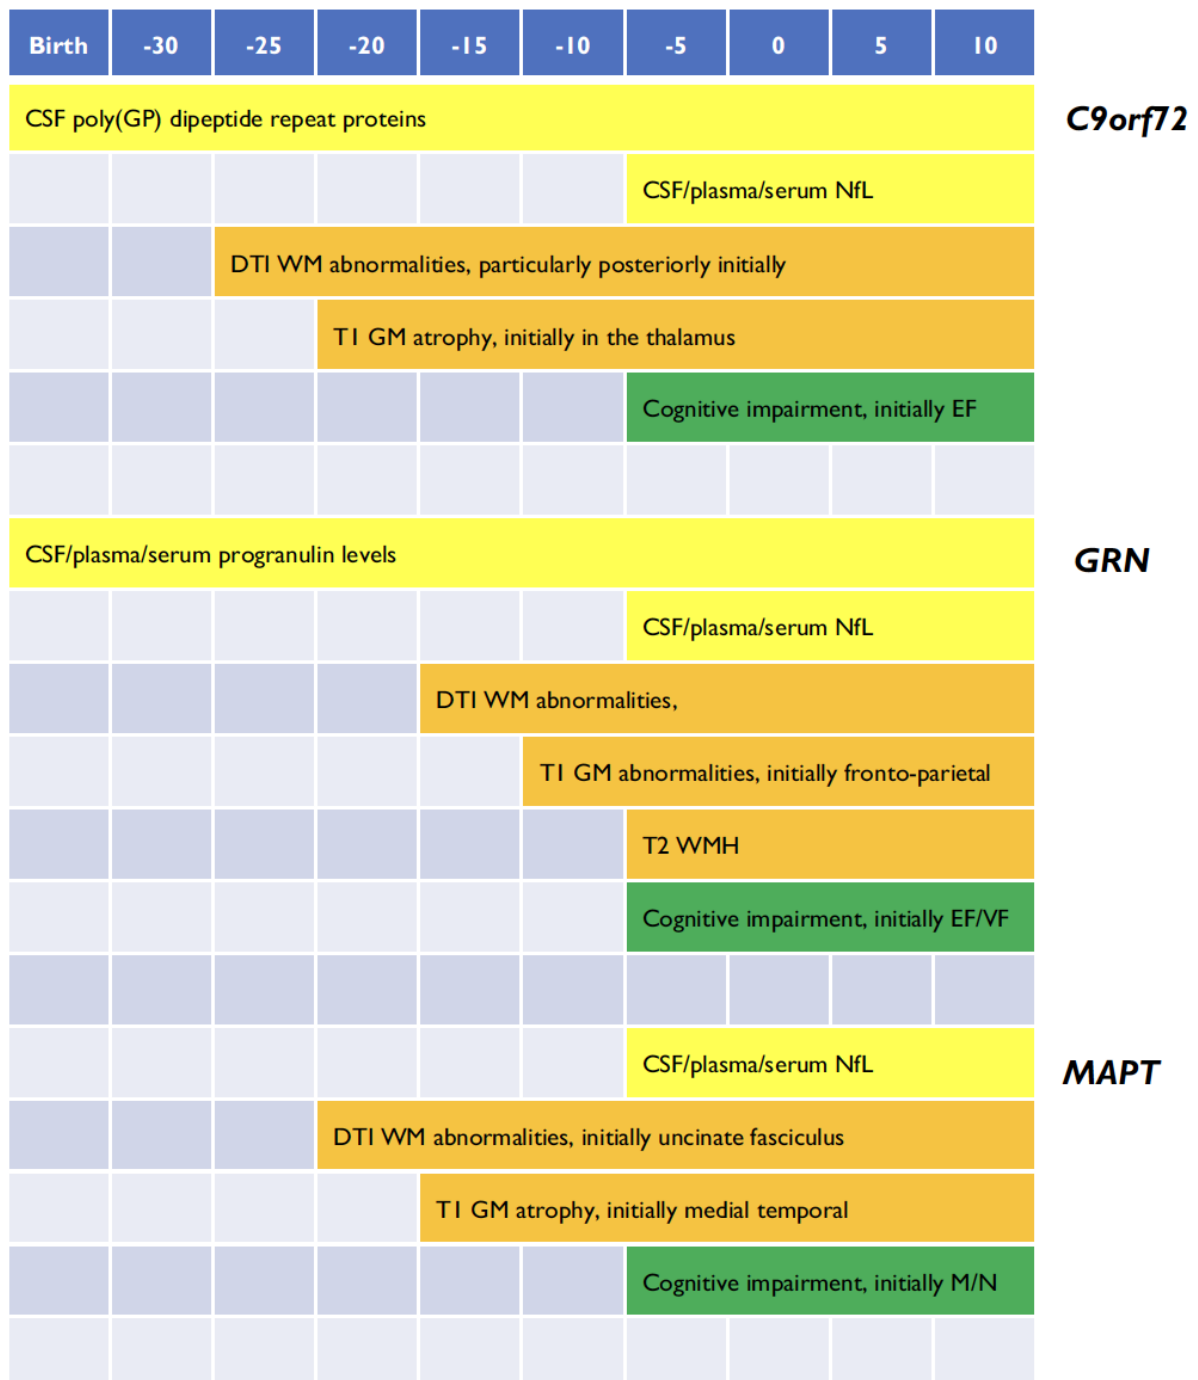 Birth -30 -25 -20 -15 -10 -5 0 5 10
CSF poly(GP) dipeptide repeat proteins
C9orf72
CSF/plasma/serum NfL
DTI WM abnormalities, particularly posteriorly initially
T1 GM atrophy, initially in the thalamus
Cognitive impairment, initially EF
CSF/plasma/serum progranulin levels
GRN
CSF/plasma/serum NfL
DTI WM abnormalities,
T1 GM abnormalities, initially fronto-parietal
T2 WMH
Cognitive impairment, initially EF/VF
CSF/plasma/serum NfL
MAPT
DTI WM abnormalities, initially uncinate fasciculus
T1 GM atrophy, initially medial temporal
Cognitive impairment, initially M/N